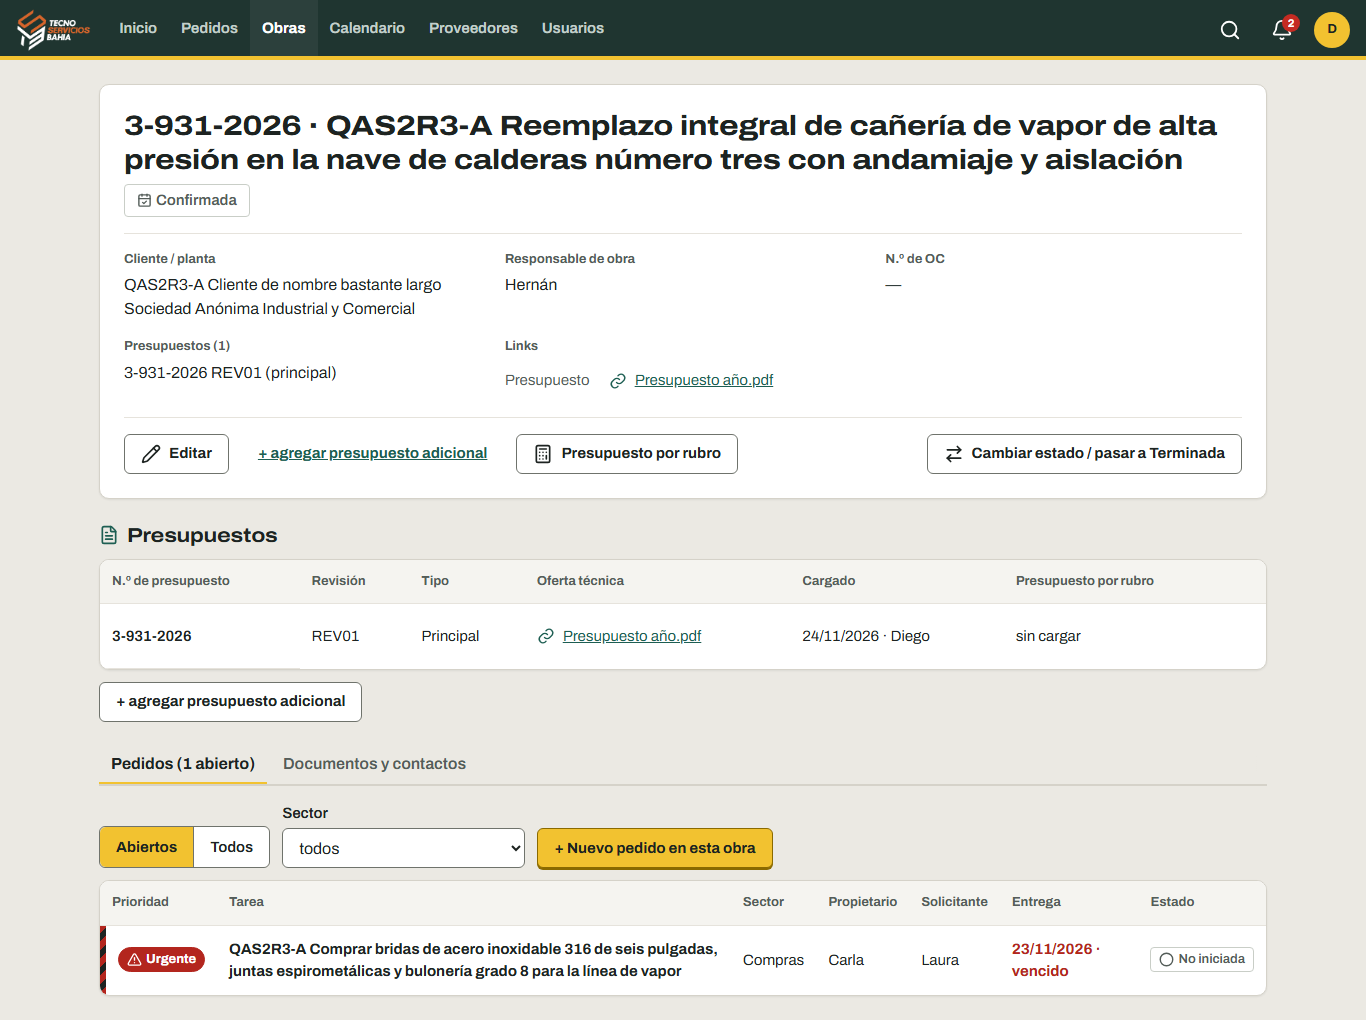 TECNO
SERVICIOS
BAHIA
Inicio
Pedidos
Obras
Calendario
Proveedores
Usuarios
2
D
3-931-2026 · QAS2R3-A Reemplazo integral de cañería de vapor de alta
presión en la nave de calderas número tres con andamiaje y aislación
Confirmada
Cliente / planta
QAS2R3-A Cliente de nombre bastante largo
Sociedad Anónima Industrial y Comercial
Responsable de obra
Hernán
N.º de OC
—
Presupuestos (1)
3-931-2026 REV01 (principal)
Links
Presupuesto Presupuesto año.pdf
Editar
+ agregar presupuesto adicional
Presupuesto por rubro
Cambiar estado / pasar a Terminada
Presupuestos
N.º de presupuesto Revisión Tipo Oferta técnica Cargado Presupuesto por rubro
3-931-2026 REV01 Principal Presupuesto año.pdf 24/11/2026 · Diego sin cargar
+ agregar presupuesto adicional
Pedidos (1 abierto)
Documentos y contactos
Sector
Abiertos
Todos
todos
+ Nuevo pedido en esta obra
Prioridad Tarea Sector Propietario Solicitante Entrega Estado
Urgente
QAS2R3-A Comprar bridas de acero inoxidable 316 de seis pulgadas,
juntas espirometálicas y bulonería grado 8 para la línea de vapor
Compras
Carla
Laura
23/11/2026 ·
vencido
No iniciada